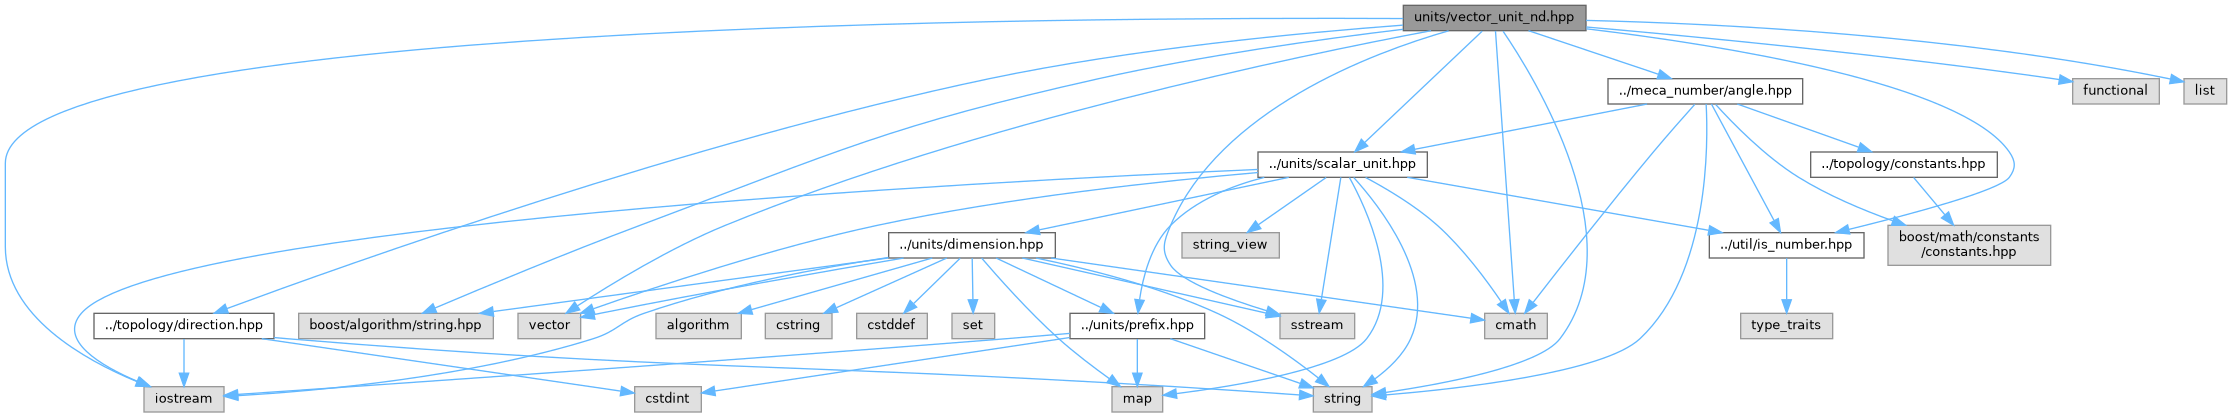 units/vector_unit_nd.hpp
../meca_number/angle.hpp
functional
list
../units/scalar_unit.hpp
../topology/constants.hpp
../units/dimension.hpp
string_view
../util/is_number.hpp
boost/math/constants
/constants.hpp
../topology/direction.hpp
boost/algorithm/string.hpp
vector
algorithm
cstring
cstddef
set
../units/prefix.hpp
sstream
cmath
type_traits
iostream
cstdint
map
string